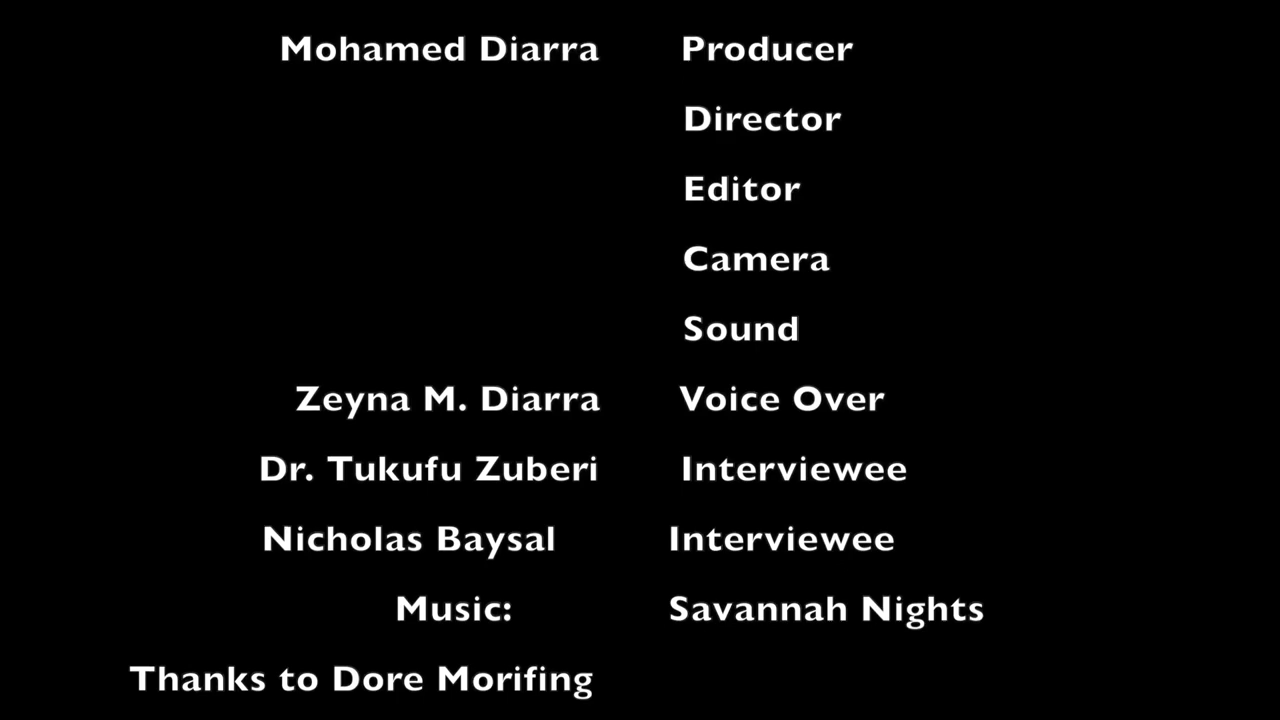 Mohamed Diarra Producer
Director
Editor
Camera
Sound
Zeyna M. Diarra Voice Over
Dr. Tukufu Zuberi Interviewee
Nicholas Baysal Interviewee
Music: Savannah Nights
Thanks to Dore Morifing